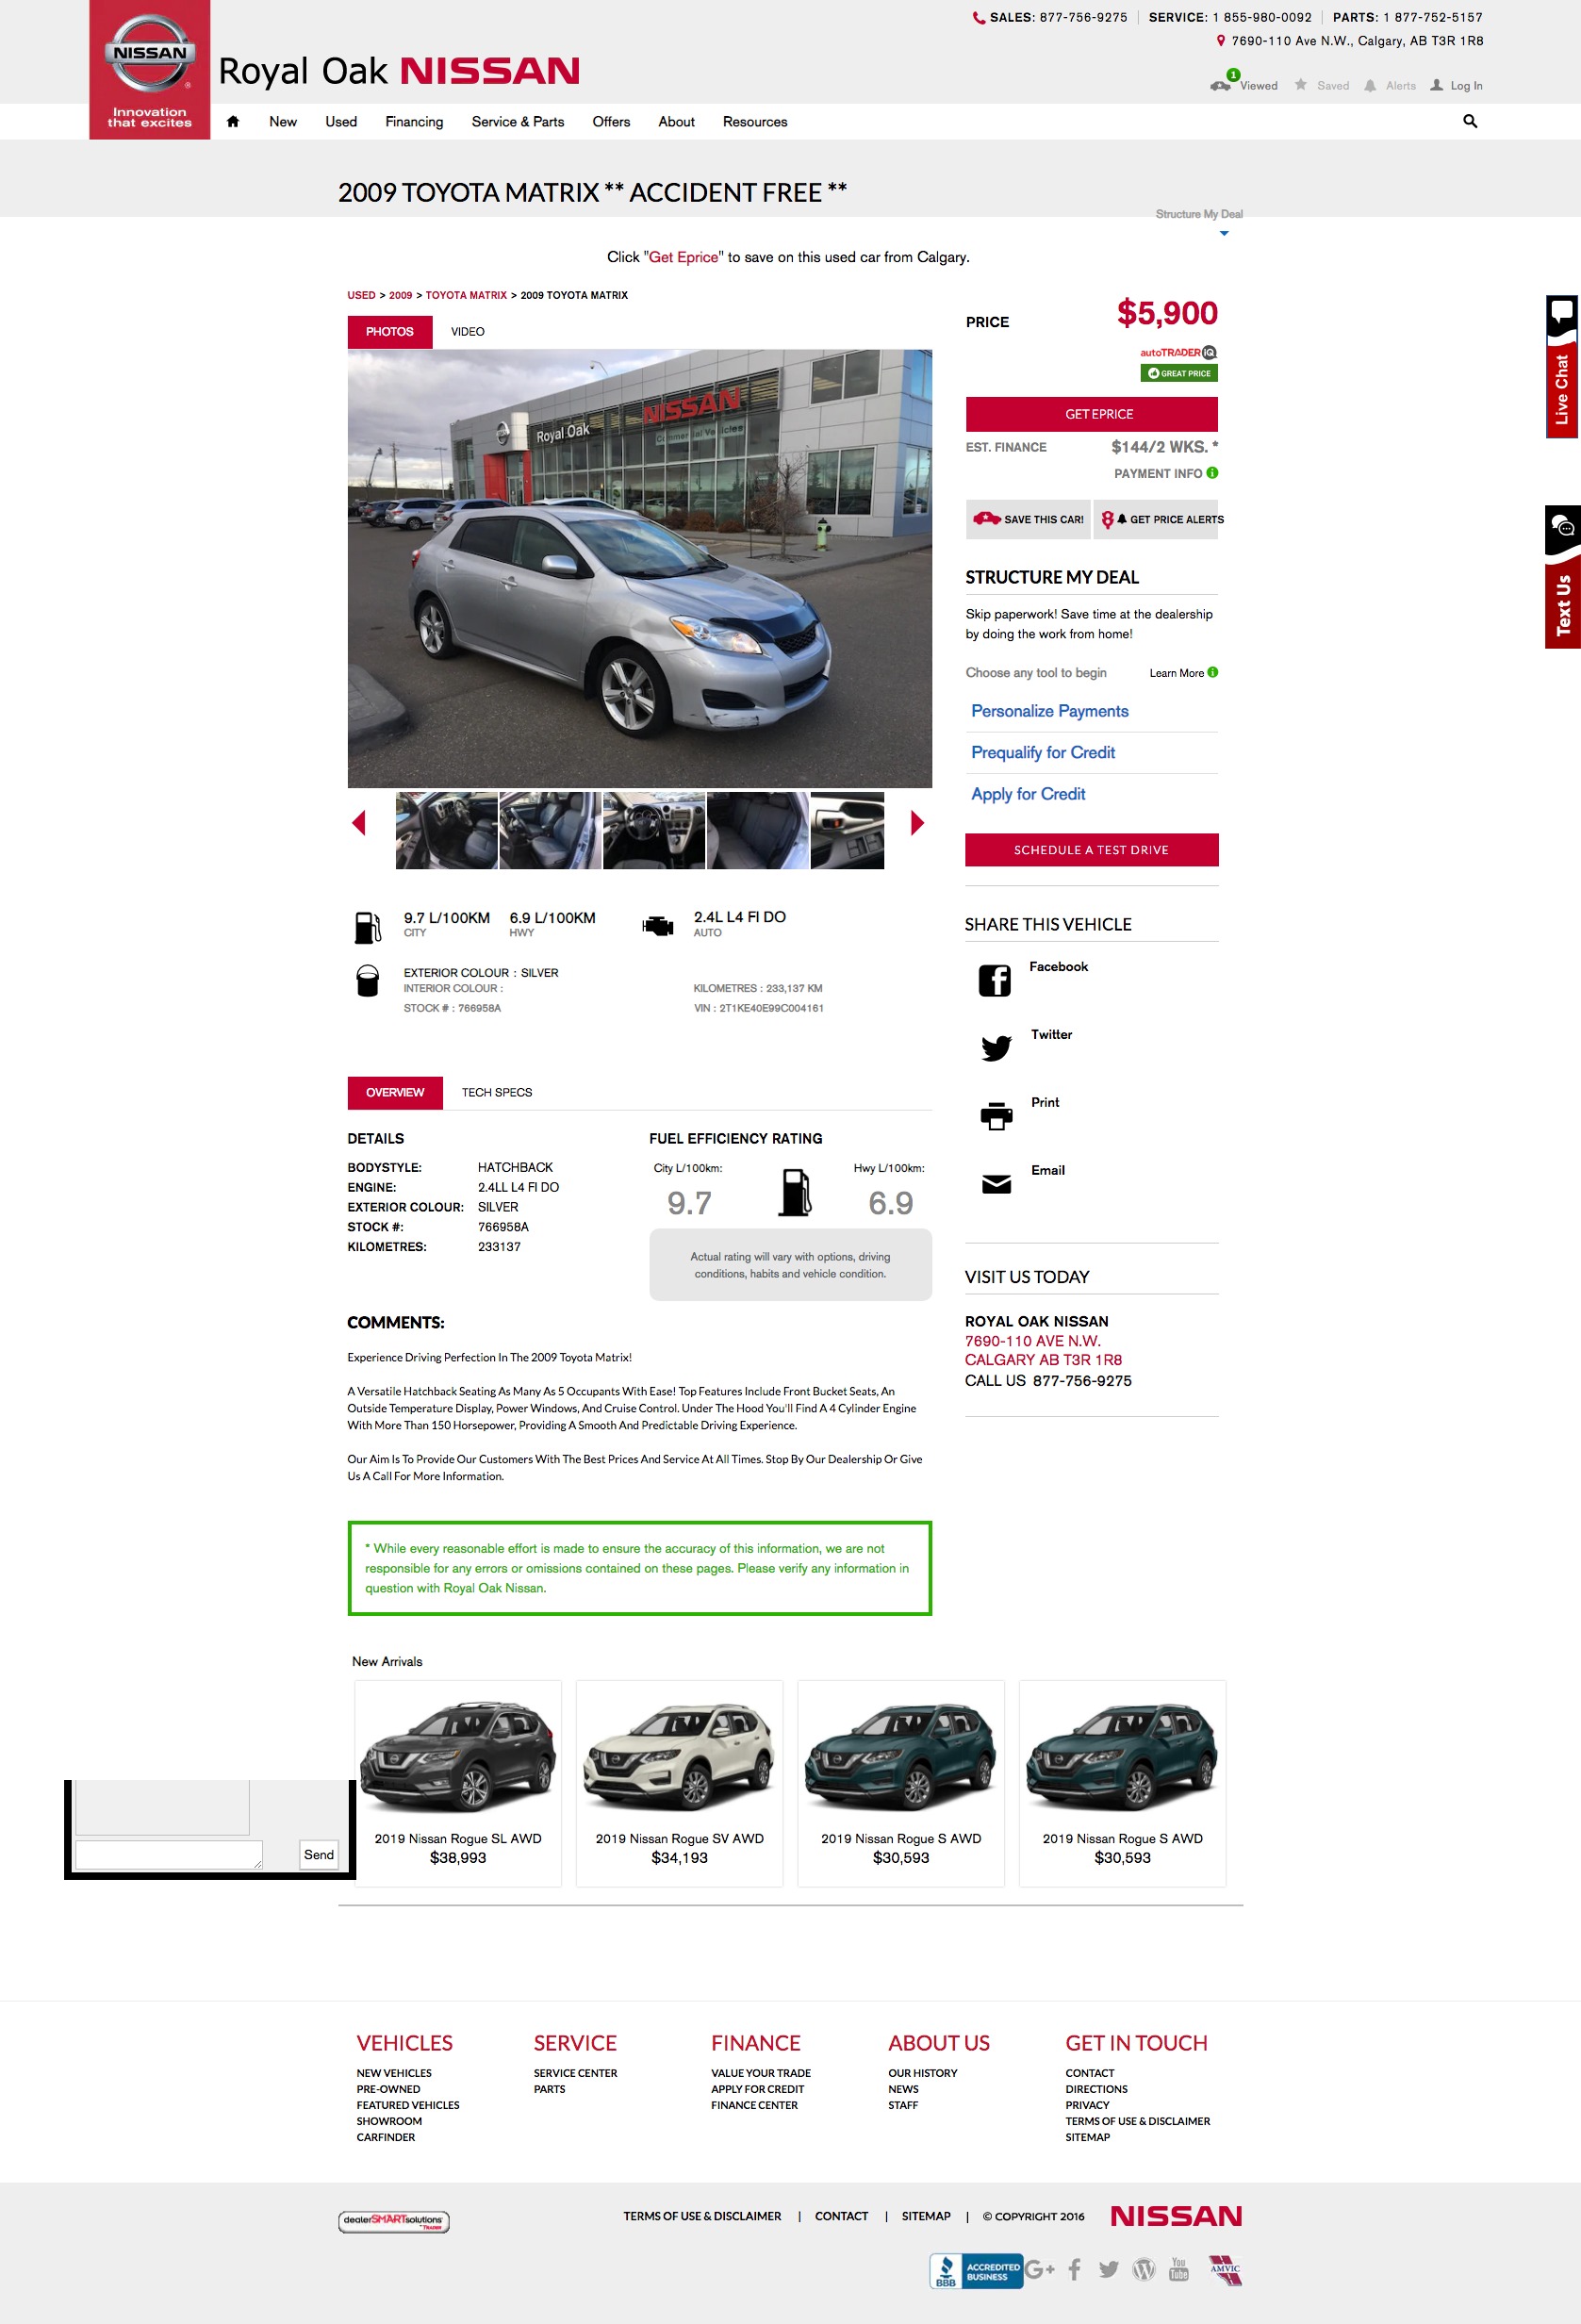 SALES: 877-756-9275 | SERVICE: 1 855-980-0092 | PARTS: 1 877-752-5157
7690-110 Ave N.W., Calgary, AB T3R 1R8
NISSAN
Innovation
that excites
Royal Oak NISSAN
1
Viewed Saved Alerts Log In
New Used Financing Service & Parts Offers About Resources
2009 TOYOTA MATRIX ** ACCIDENT FREE **
Structure My Deal
Click "Get Eprice" to save on this used car from Calgary.
USED > 2009 > TOYOTA MATRIX > 2009 TOYOTA MATRIX
PHOTOS VIDEO
Royal Oak
NISSAN
Commercial Vehicles
PRICE $5,900
autoTRADER IQ
GREAT PRICE
GET EPRICE
EST. FINANCE $144/2 WKS. *
PAYMENT INFO
SAVE THIS CAR! GET PRICE ALERTS
STRUCTURE MY DEAL
Skip paperwork! Save time at the dealership
by doing the work from home!
Choose any tool to begin Learn More
Personalize Payments
Prequalify for Credit
Apply for Credit
SCHEDULE A TEST DRIVE
Live Chat
Text Us
9.7 L/100KM 6.9 L/100KM 2.4L L4 FI DO
CITY HWY AUTO
EXTERIOR COLOUR : SILVER
INTERIOR COLOUR : KILOMETRES : 233,137 KM
STOCK # : 766958A VIN : 2T1KE40E99C004161
SHARE THIS VEHICLE
Facebook
Twitter
Print
Email
OVERVIEW TECH SPECS
DETAILS
BODYSTYLE: HATCHBACK
ENGINE: 2.4LL L4 FI DO
EXTERIOR COLOUR: SILVER
STOCK #: 766958A
KILOMETRES: 233137
FUEL EFFICIENCY RATING
City L/100km: Hwy L/100km:
9.7 6.9
Actual rating will vary with options, driving
conditions, habits and vehicle condition.
VISIT US TODAY
ROYAL OAK NISSAN
7690-110 AVE N.W.
CALGARY AB T3R 1R8
CALL US 877-756-9275
COMMENTS:
Experience Driving Perfection In The 2009 Toyota Matrix!
A Versatile Hatchback Seating As Many As 5 Occupants With Ease! Top Features Include Front Bucket Seats, An
Outside Temperature Display, Power Windows, And Cruise Control. Under The Hood You'll Find A 4 Cylinder Engine
With More Than 150 Horsepower, Providing A Smooth And Predictable Driving Experience.
Our Aim Is To Provide Our Customers With The Best Prices And Service At All Times. Stop By Our Dealership Or Give
Us A Call For More Information.
* While every reasonable effort is made to ensure the accuracy of this information, we are not
responsible for any errors or omissions contained on these pages. Please verify any information in
question with Royal Oak Nissan.
New Arrivals
2019 Nissan Rogue SL AWD 2019 Nissan Rogue SV AWD 2019 Nissan Rogue S AWD 2019 Nissan Rogue S AWD
$38,993 $34,193 $30,593 $30,593
Send
VEHICLES
NEW VEHICLES
PRE-OWNED
FEATURED VEHICLES
SHOWROOM
CARFINDER
SERVICE
SERVICE CENTER
PARTS
FINANCE
VALUE YOUR TRADE
APPLY FOR CREDIT
FINANCE CENTER
ABOUT US
OUR HISTORY
NEWS
STAFF
GET IN TOUCH
CONTACT
DIRECTIONS
PRIVACY
TERMS OF USE & DISCLAIMER
SITEMAP
dealerSMARTsolutions
by TRADER
TERMS OF USE & DISCLAIMER | CONTACT | SITEMAP | © COPYRIGHT 2016 NISSAN
BBB ACCREDITED
BUSINESS
G+
You
Tube
AMVIC